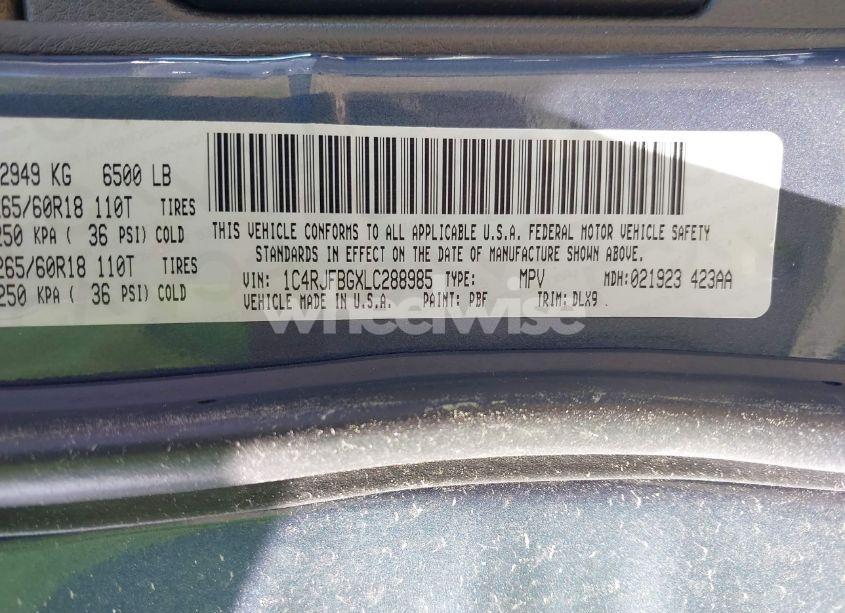 2949 KG 6500 LB
265/60R18 110T TIRES
250 KPA ( 36 PSI) COLD
265/60R18 110T TIRES
250 KPA ( 36 PSI) COLD
THIS VEHICLE CONFORMS TO ALL APPLICABLE U.S.A. FEDERAL MOTOR VEHICLE SAFETY
STANDARDS IN EFFECT ON THE DATE OF MANUFACTURE SHOWN ABOVE.
VIN: 1C4RJFBGXLC288985 TYPE: MPV MDH:021923 423AA
VEHICLE MADE IN U.S.A. PAINT: PBF TRIM: DLX9
wheelwise